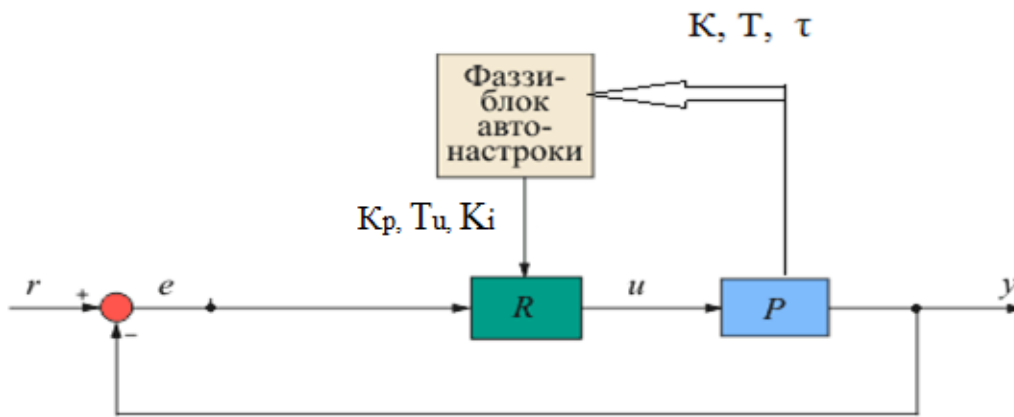 K, T, τ
Фаззи-
блок
авто-
настроки
Kp, Tu, Ki
r + e R u P y
−